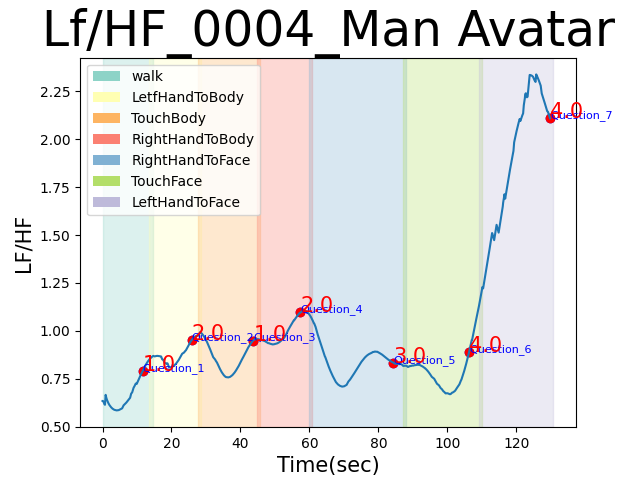 Lf/HF_0004_Man Avatar
walk
LetfHandToBody
TouchBody
RightHandToBody
RightHandToFace
TouchFace
LeftHandToFace
LF/HF
2.25
2.00
1.75
1.50
1.25
1.00
0.75
0.50
4.0
Question_7
2.0
Question_4
2.0
Question_2
1.0
Question_3
1.0
Question_1
3.0
Question_5
4.0
Question_6
0 20 40 60 80 100 120
Time(sec)